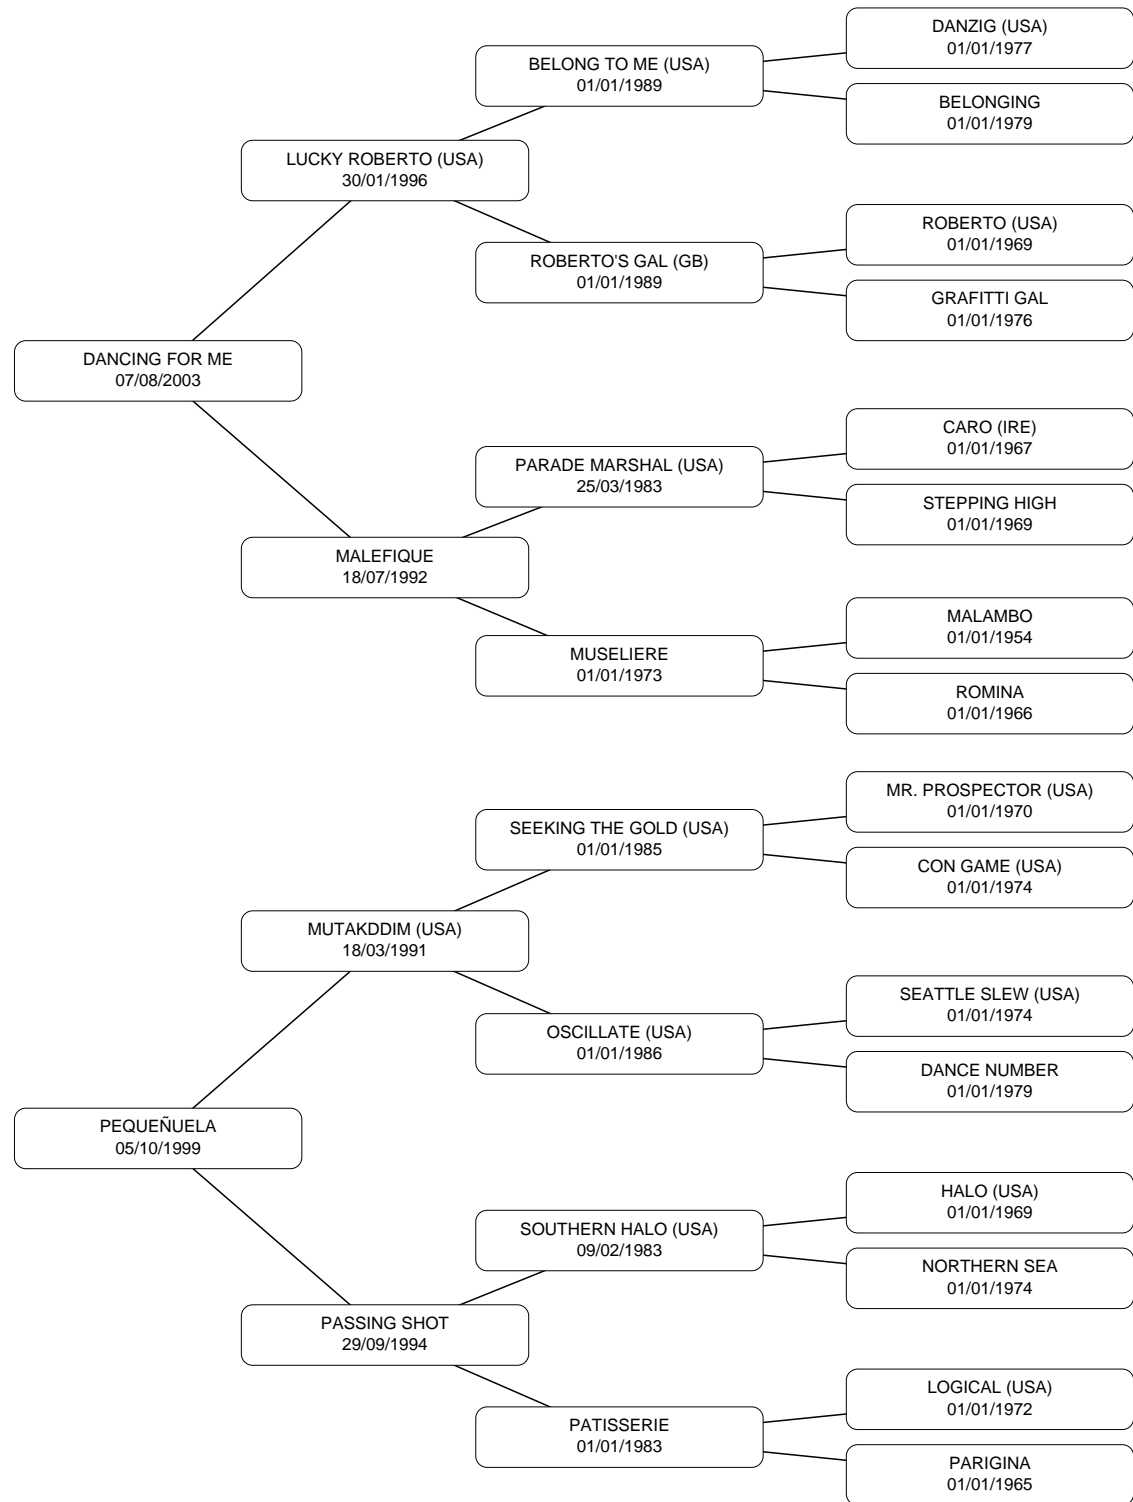 DANZIG (USA)
01/01/1977
BELONG TO ME (USA)
01/01/1989
BELONGING
01/01/1979
LUCKY ROBERTO (USA)
30/01/1996
ROBERTO (USA)
01/01/1969
ROBERTO'S GAL (GB)
01/01/1989
GRAFITTI GAL
01/01/1976
DANCING FOR ME
07/08/2003
CARO (IRE)
01/01/1967
PARADE MARSHAL (USA)
25/03/1983
STEPPING HIGH
01/01/1969
MALEFIQUE
18/07/1992
MALAMBO
01/01/1954
MUSELIERE
01/01/1973
ROMINA
01/01/1966
MR. PROSPECTOR (USA)
01/01/1970
SEEKING THE GOLD (USA)
01/01/1985
CON GAME (USA)
01/01/1974
MUTAKDDIM (USA)
18/03/1991
SEATTLE SLEW (USA)
01/01/1974
OSCILLATE (USA)
01/01/1986
DANCE NUMBER
01/01/1979
PEQUEÑUELA
05/10/1999
HALO (USA)
01/01/1969
SOUTHERN HALO (USA)
09/02/1983
NORTHERN SEA
01/01/1974
PASSING SHOT
29/09/1994
LOGICAL (USA)
01/01/1972
PATISSERIE
01/01/1983
PARIGINA
01/01/1965